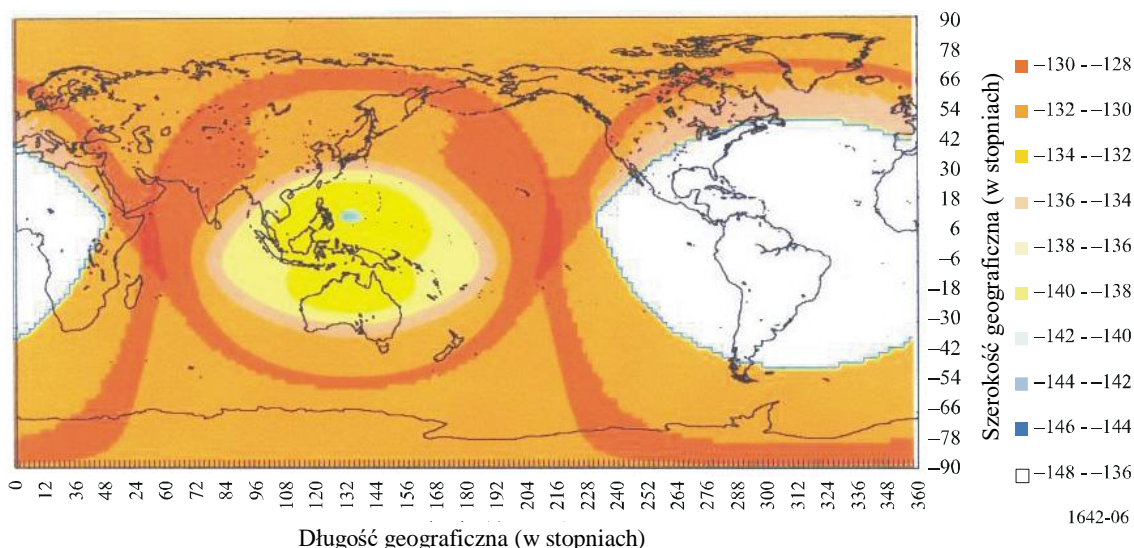 90
78
66
54
42
30
18
6
–6
–18
–30
–42
–54
–66
–78
–90
Szerokość geograficzna (w stopniach)
–130 - –128
–132 - –130
–134 - –132
–136 - –134
–138 - –136
–140 - –138
–142 - –140
–144 - –142
–146 - –144
–148 - –136
1642-06
0 12 36 48 24 60 72 84 96 108 120 132 144 156 168 180 192 204 216 228 240 252 264 276 288 300 312 324 336 348 360
Długość geograficzna (w stopniach)